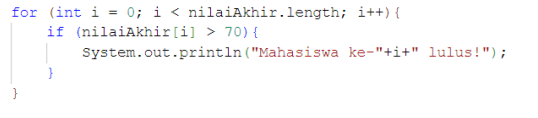 for (int i = 0; i < nilaiAkhir.length; i++){
    if (nilaiAkhir[i] > 70){
        System.out.println("Mahasiswa ke-"+i+" lulus!");
    }
}